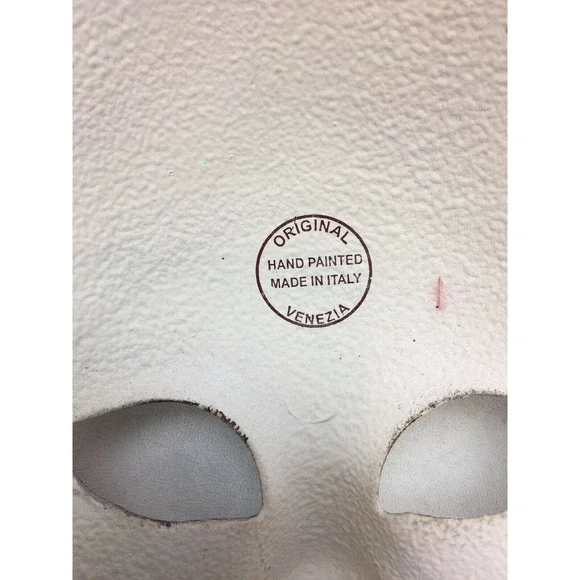 ORIGINAL
HAND PAINTED
MADE IN ITALY
VENEZIA